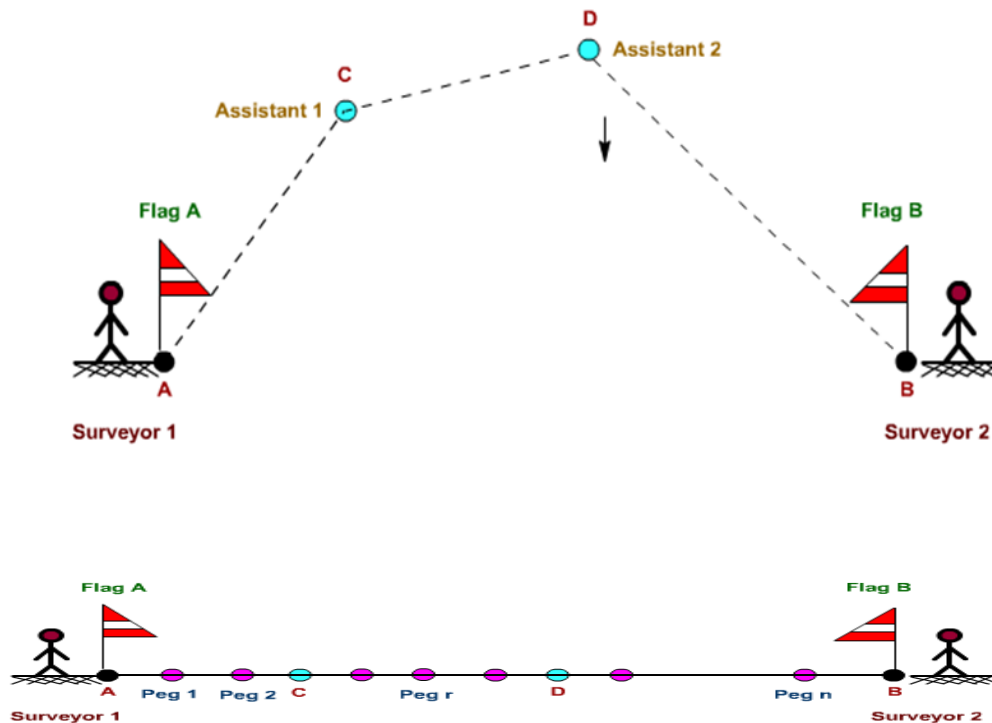 D
Assistant 2
C
Assistant 1
Flag A
Flag B
A
B
Surveyor 1
Surveyor 2
Flag A
Flag B
A
Peg 1
Peg 2
C
Peg r
D
Peg n
B
Surveyor 1
Surveyor 2